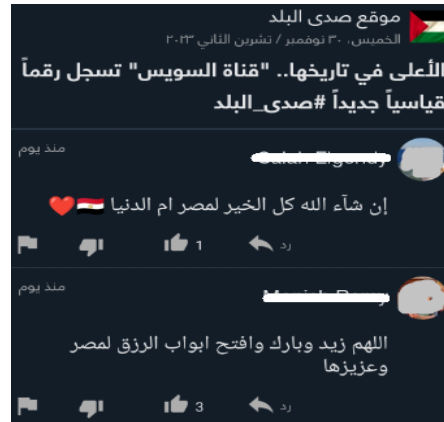 موقع صدى البلد
الخميس، ٣٠ نوفمبر / تشرين الثاني ٢٠٢٣
الأعلى في تاريخها.. "قناة السويس" تسجل رقماً
قياسياً جديداً #صدى_البلد
منذ يوم
إن شآء الله كل الخير لمصر ام الدنيا 🇪🇬❤️
رد
1
منذ يوم
اللهم زيد وبارك وافتح ابواب الرزق لمصر
وعزيزها
رد
3